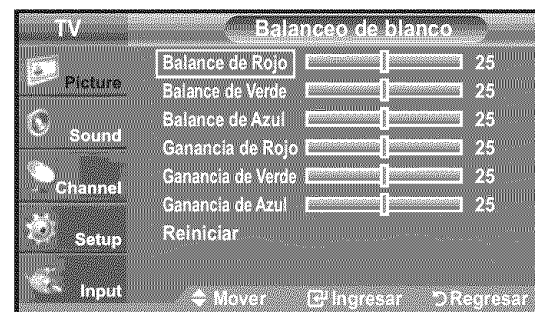 TV
Balanceo de blanco
Picture
Sound
Channel
Setup
Input
Balance de Rojo 25
Balance de Verde 25
Balance de Azul 25
Ganancia de Rojo 25
Ganancia de Verde 25
Ganancia de Azul 25
Reiniciar
Mover Ingresar Regresar